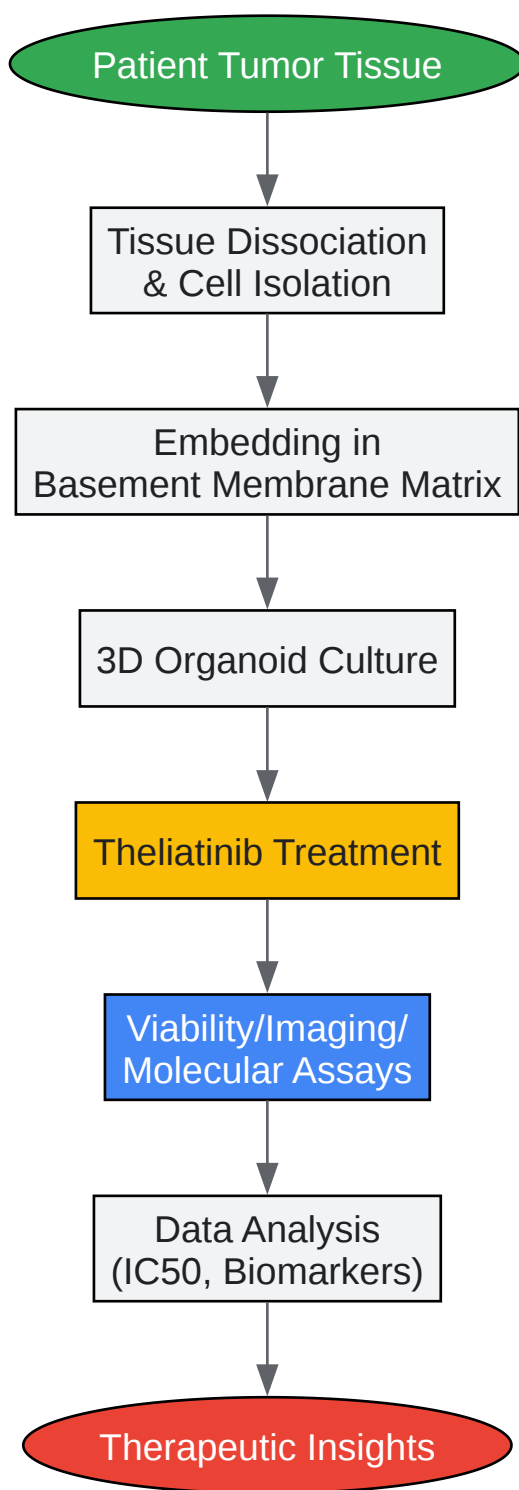 Patient Tumor Tissue
Tissue Dissociation
& Cell Isolation
Embedding in
Basement Membrane Matrix
3D Organoid Culture
Theliatinib Treatment
Viability/Imaging/
Molecular Assays
Data Analysis
(IC50, Biomarkers)
Therapeutic Insights